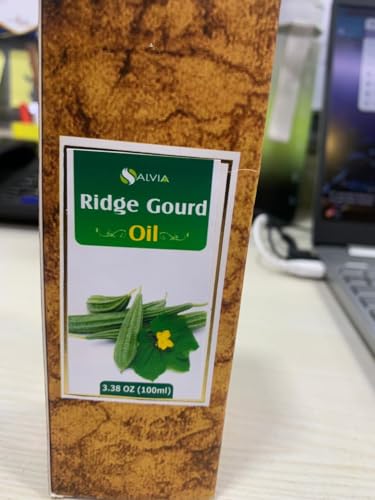 SALVIA
Ridge Gourd
Oil
3.38 OZ (100ml)